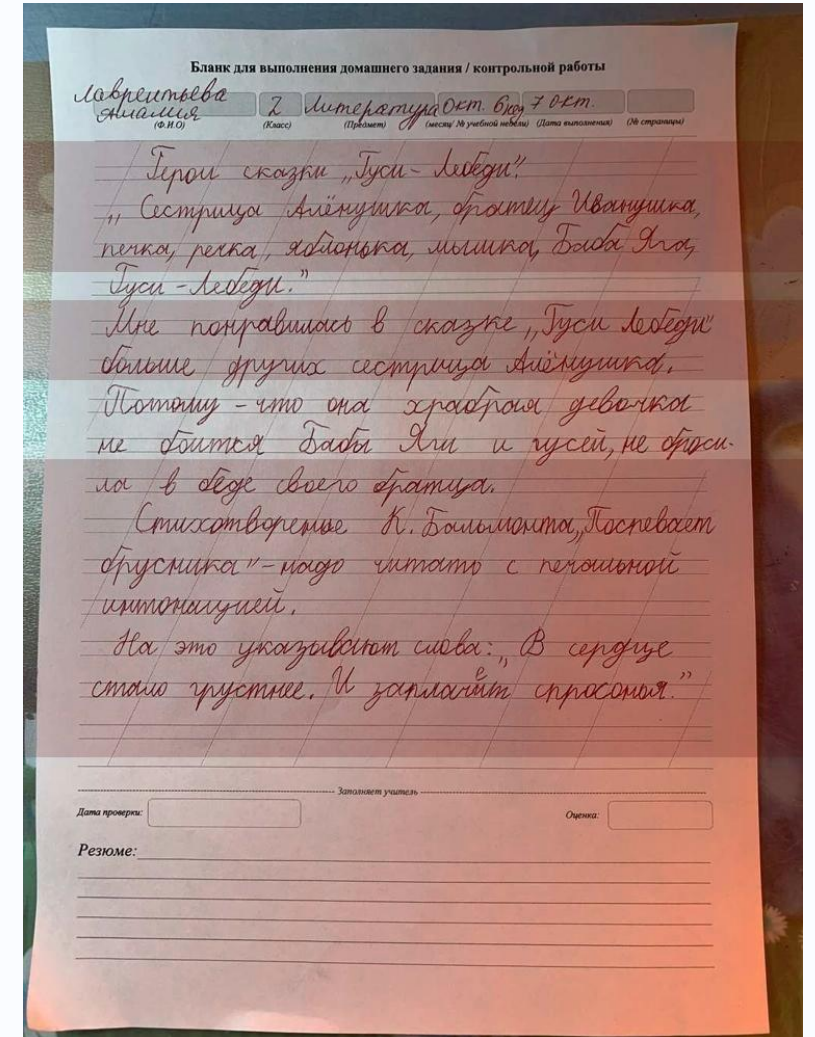 Бланк для выполнения домашнего задания / контрольной работы
Лаврентьева
Амалия 2 Литература Окт. 6 нед 7 окт.
(Ф.И.О) (Класс) (Предмет) (месяц/ № учебной недели) (Дата выполнения) (№ страницы)
Герои сказки „Гуси - Лебеди".
„ Сестрица Алёнушка, братец Иванушка,
печка, речка, яблонька, мышка, Баба Яга,
Гуси - Лебеди."
Мне понравилась в сказке „Гуси Лебеди"
больше других сестрица Алёнушка.
Потому - что она храбрая девочка
не боится Бабы Яги и гусей, не броси-
ла в беде своего братца.
Стихотворение К. Бальмонта „Поспевает
брусника" - надо читать с печальной
интонацией.
На это указывают слова: „ В сердце
стало грустнее. И заплачет спросонья."
Заполняет учитель
Дата проверки: Оценка:
Резюме: